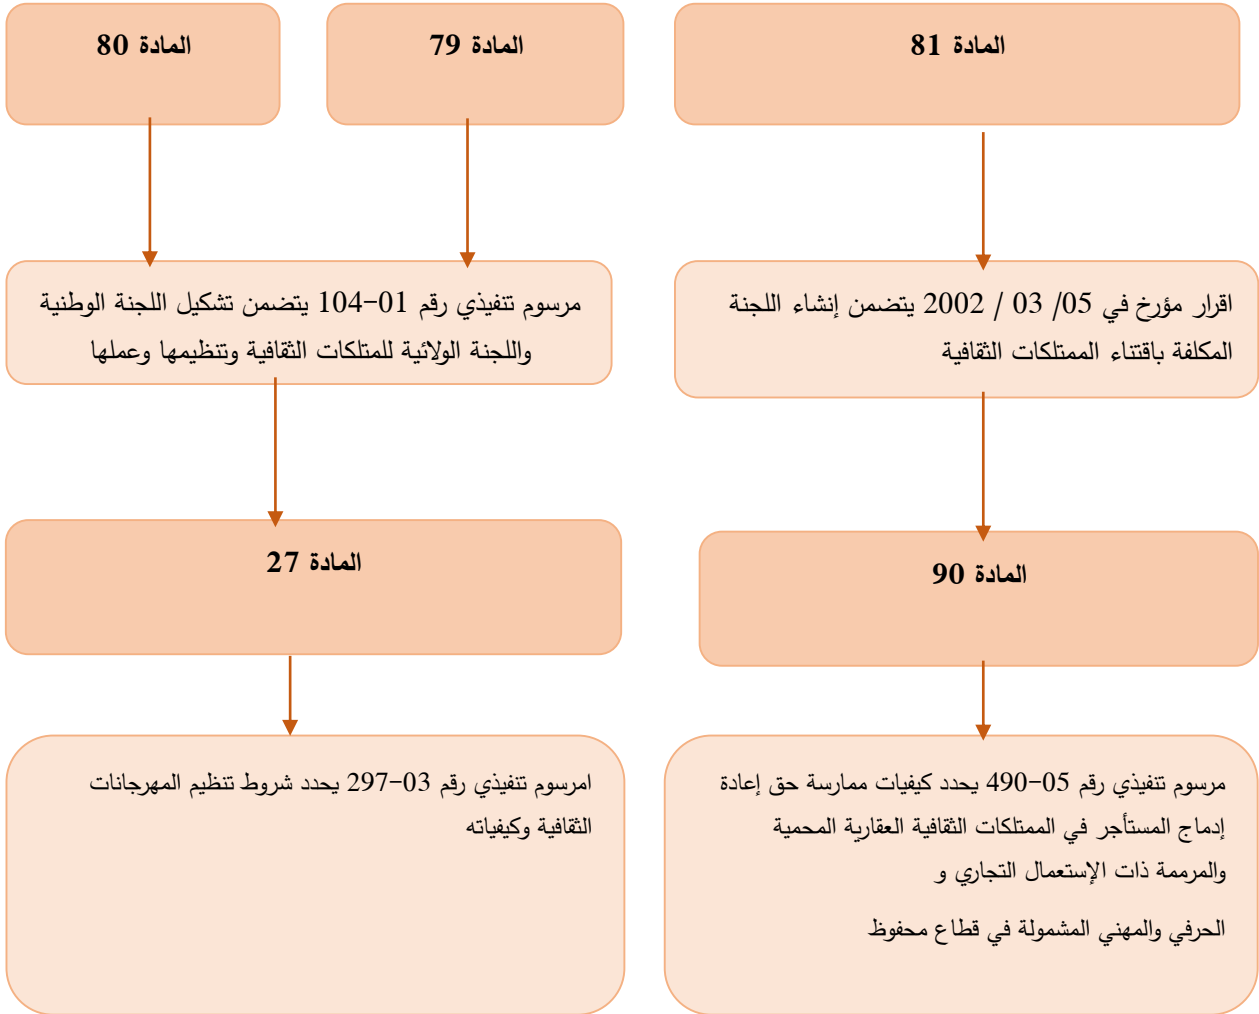 المادة 81
المادة 79
المادة 80
اقرار مؤرخ في 05/ 03 / 2002 يتضمن إنشاء اللجنة
المكلفة باقتناء الممتلكات الثقافية
مرسوم تنفيذي رقم 01-104 يتضمن تشكيل اللجنة الوطنية
واللجنة الولائية للمتلكات الثقافية وتنظيمها وعملها
المادة 90
المادة 27
مرسوم تنفيذي رقم 05-490 يحدد كيفيات ممارسة حق إعادة
إدماج المستأجر في الممتلكات الثقافية العقارية المحمية
والمرممة ذات الإستعمال التجاري و
الحرفي والمهني المشمولة في قطاع محفوظ
امرسوم تنفيذي رقم 03-297 يحدد شروط تنظيم المهرجانات
الثقافية وكيفياته